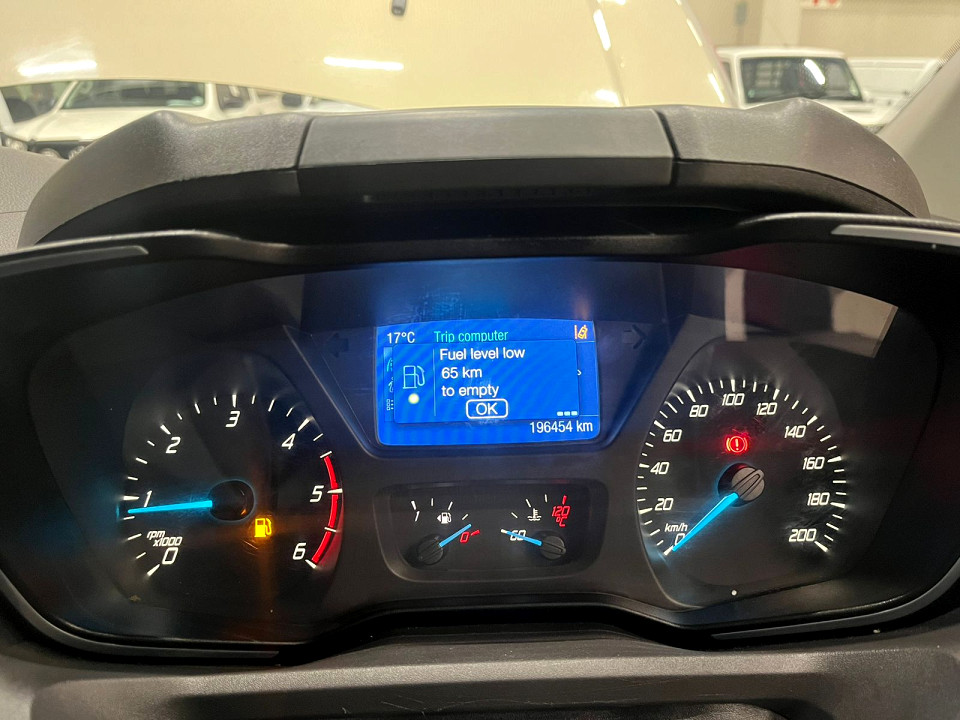 17°C Trip computer
Fuel level low
65 km
to empty
OK
196454 km
0
1
2
3
4
5
6
rpm
x1000
1
0
60
120
°C
0
20
40
60
80
100
120
140
160
180
200
km/h